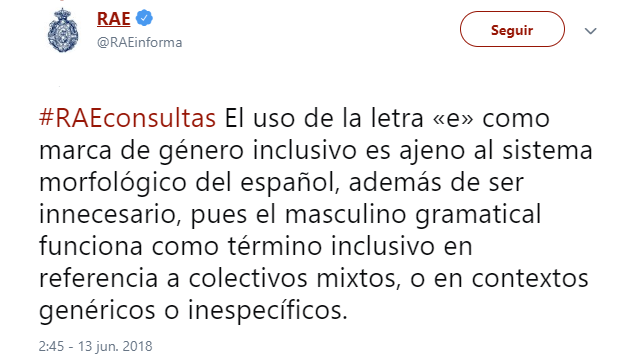 RAE
@RAEinforma
Seguir
#RAEconsultas El uso de la letra «e» como
marca de género inclusivo es ajeno al sistema
morfológico del español, además de ser
innecesario, pues el masculino gramatical
funciona como término inclusivo en
referencia a colectivos mixtos, o en contextos
genéricos o inespecíficos.
2:45 - 13 jun. 2018